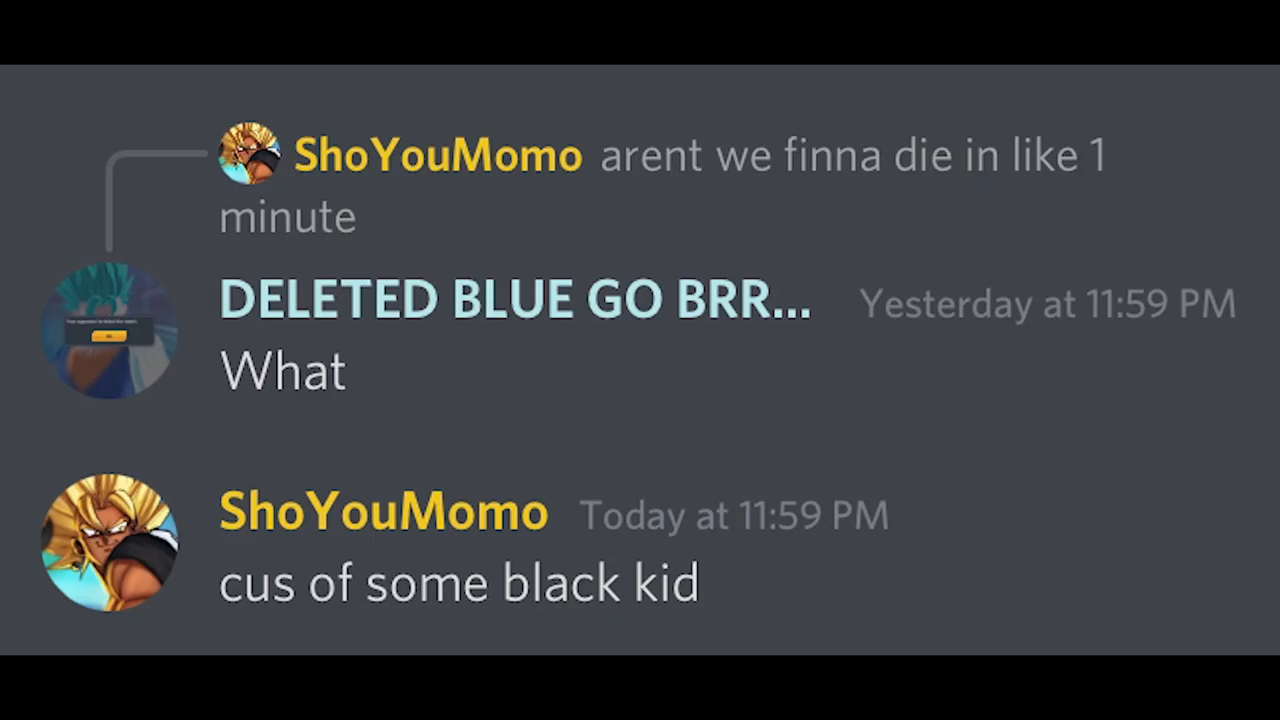 ShoYouMomo arent we finna die in like 1
minute
DELETED BLUE GO BRR... Yesterday at 11:59 PM
What
ShoYouMomo Today at 11:59 PM
cus of some black kid